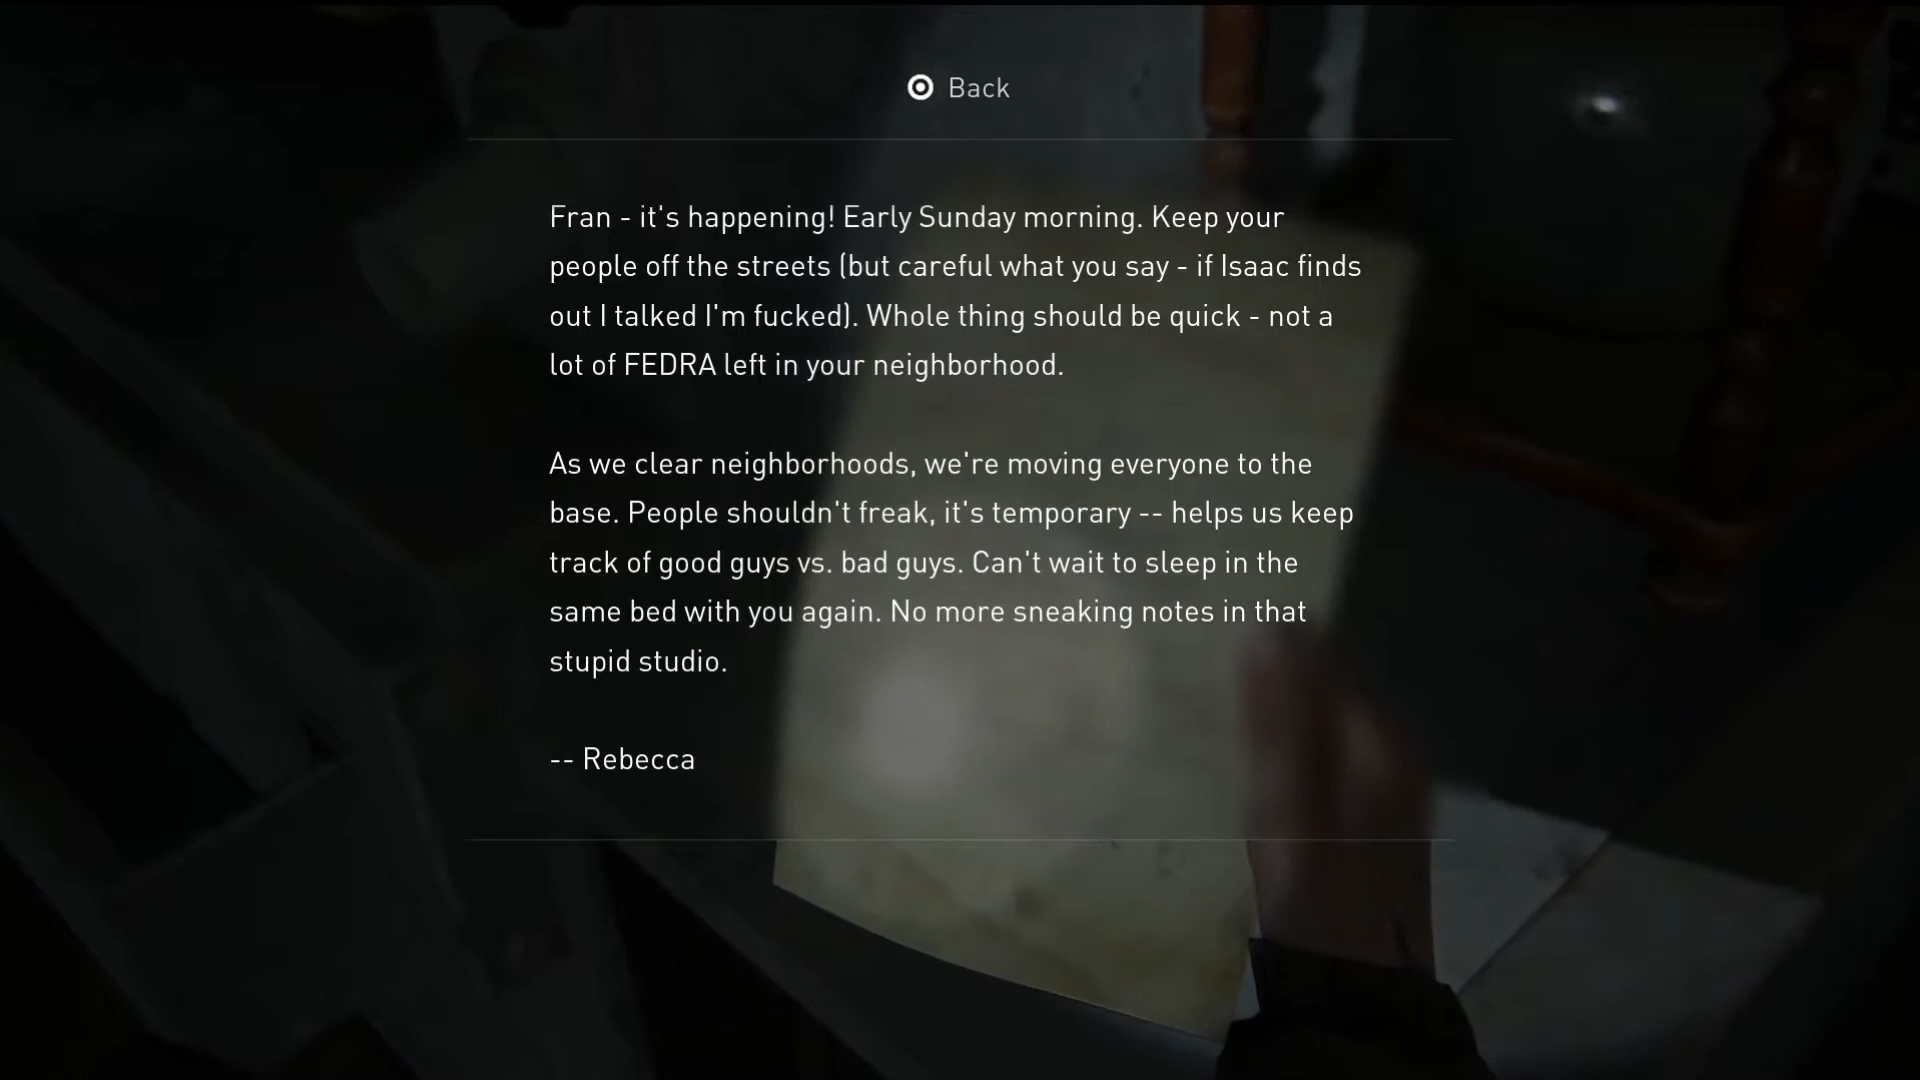 Back
Fran - it's happening! Early Sunday morning. Keep your
people off the streets (but careful what you say - if Isaac finds
out I talked I'm fucked). Whole thing should be quick - not a
lot of FEDRA left in your neighborhood.
As we clear neighborhoods, we're moving everyone to the
base. People shouldn't freak, it's temporary -- helps us keep
track of good guys vs. bad guys. Can't wait to sleep in the
same bed with you again. No more sneaking notes in that
stupid studio.
-- Rebecca